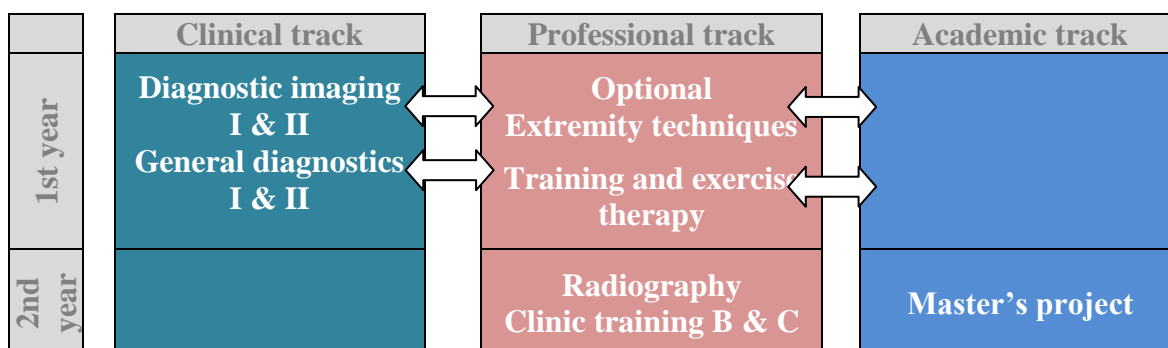 Clinical track
Professional track
Academic track
1st year
Diagnostic imaging
I & II
General diagnostics
I & II
Optional
Extremity techniques
Training and exercise
therapy
2nd
year
Radiography
Clinic training B & C
Master’s project